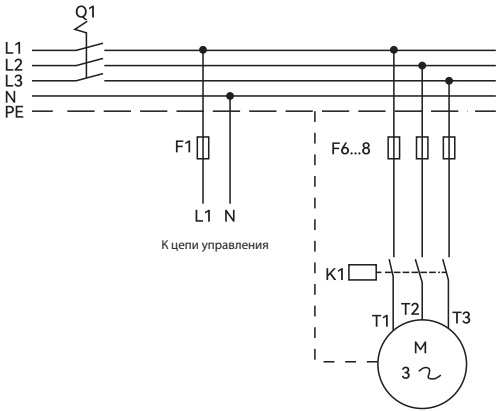 Q1
L1
L2
L3
N
PE
F1
F6...8
L1 N
К цепи управления
K1
T1 T2 T3
M
3